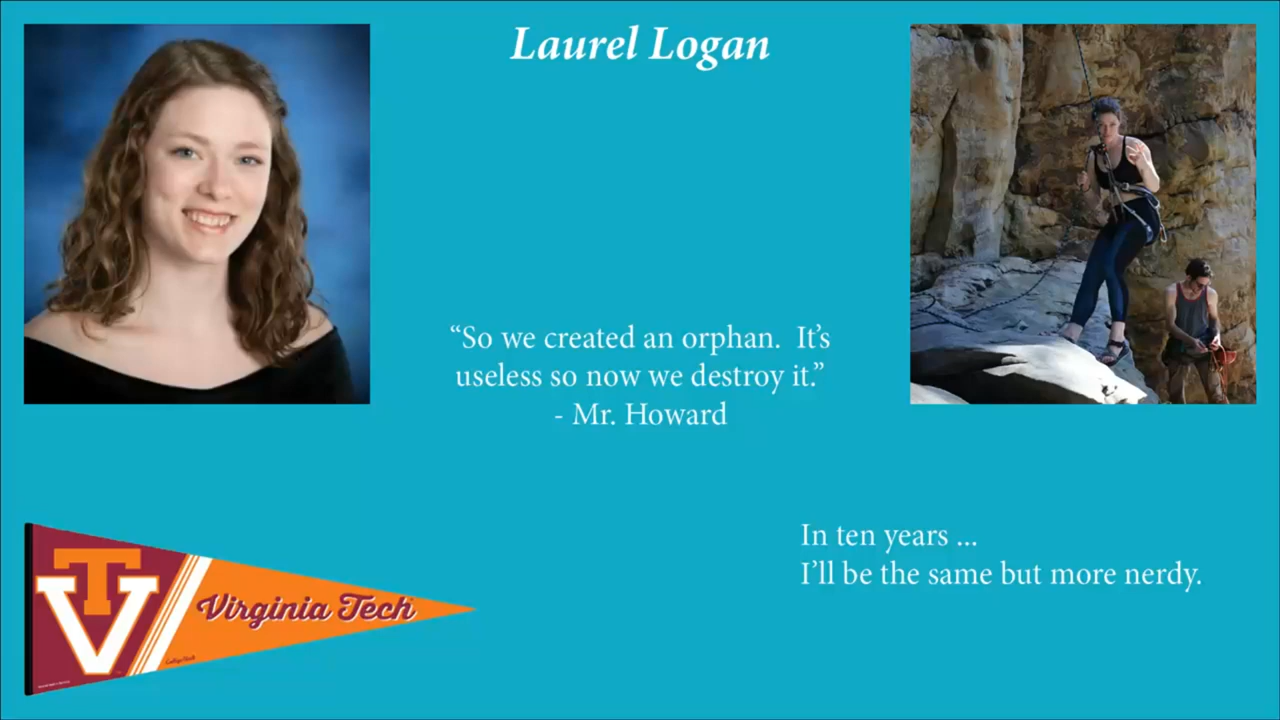 Laurel Logan
“So we created an orphan.  It’s
useless so now we destroy it.”
- Mr. Howard
In ten years ...
I’ll be the same but more nerdy.
VT
Virginia Tech